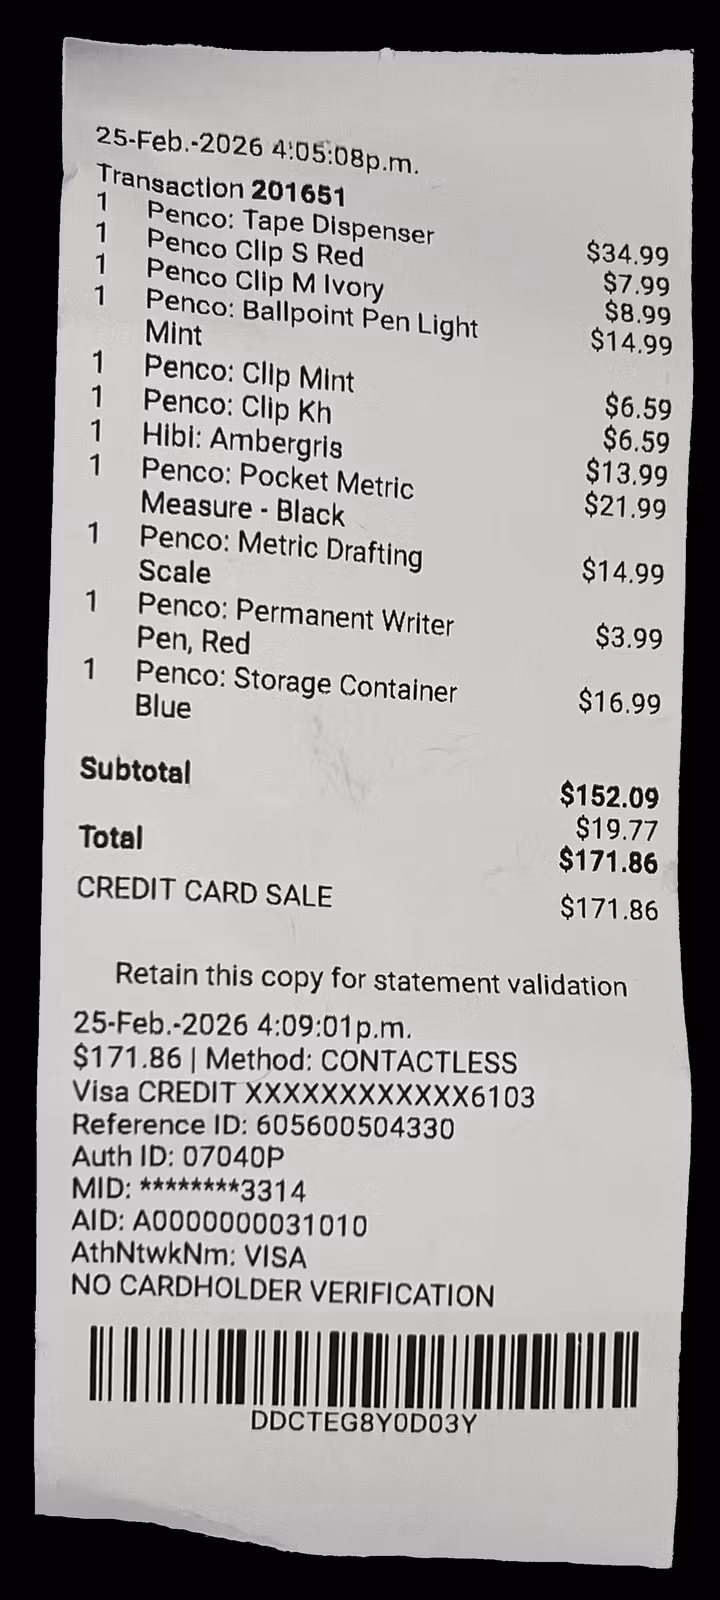 25-Feb.-2026 4:05:08p.m.
Transaction 201651
1 Penco: Tape Dispenser $34.99
1 Penco Clip S Red $7.99
1 Penco Clip M Ivory $8.99
1 Penco: Ballpoint Pen Light $14.99
Mint
1 Penco: Clip Mint $6.59
1 Penco: Clip Kh $6.59
1 Hibi: Ambergris $13.99
1 Penco: Pocket Metric $21.99
Measure - Black
1 Penco: Metric Drafting $14.99
Scale
1 Penco: Permanent Writer $3.99
Pen, Red
1 Penco: Storage Container $16.99
Blue
Subtotal $152.09
$19.77
Total $171.86
CREDIT CARD SALE $171.86
Retain this copy for statement validation
25-Feb.-2026 4:09:01p.m.
$171.86 | Method: CONTACTLESS
Visa CREDIT XXXXXXXXXXXX6103
Reference ID: 605600504330
Auth ID: 07040P
MID: ********3314
AID: A0000000031010
AthNtwkNm: VISA
NO CARDHOLDER VERIFICATION
DDCTEG8Y0D03Y